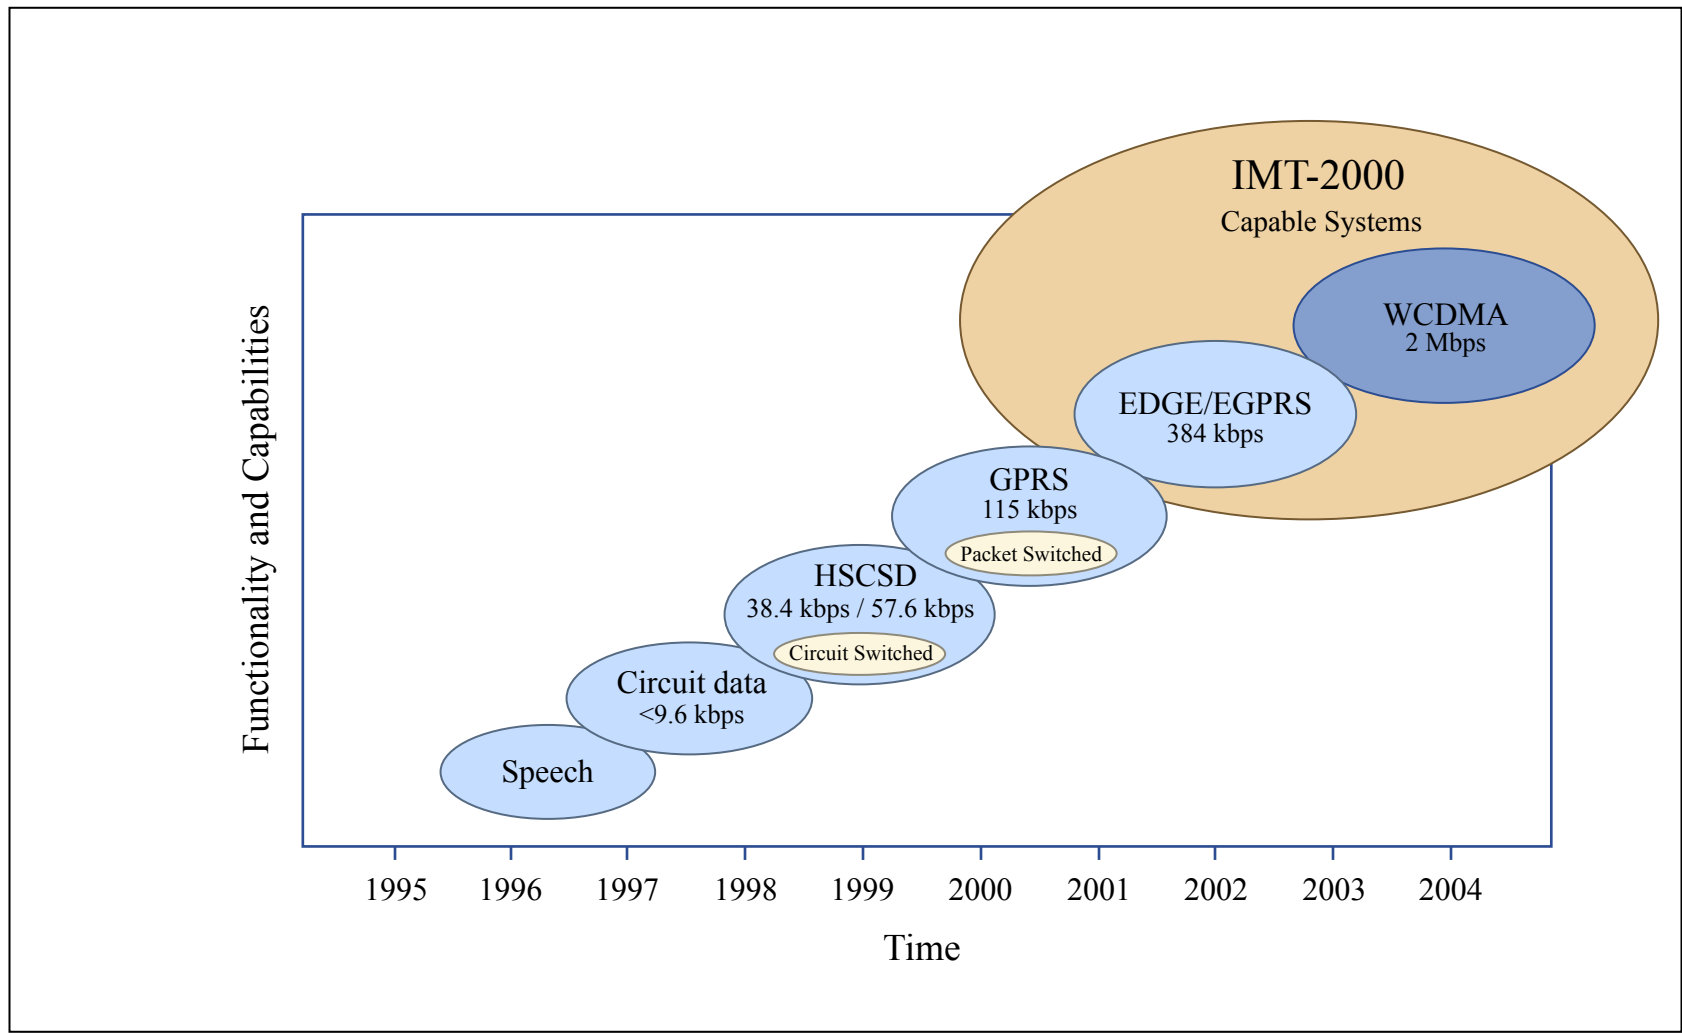 IMT-2000
Capable Systems
WCDMA
2 Mbps
EDGE/EGPRS
384 kbps
GPRS
115 kbps
Packet Switched
HSCSD
38.4 kbps / 57.6 kbps
Circuit Switched
Circuit data
<9.6 kbps
Speech
Functionality and Capabilities
1995 1996 1997 1998 1999 2000 2001 2002 2003 2004
Time